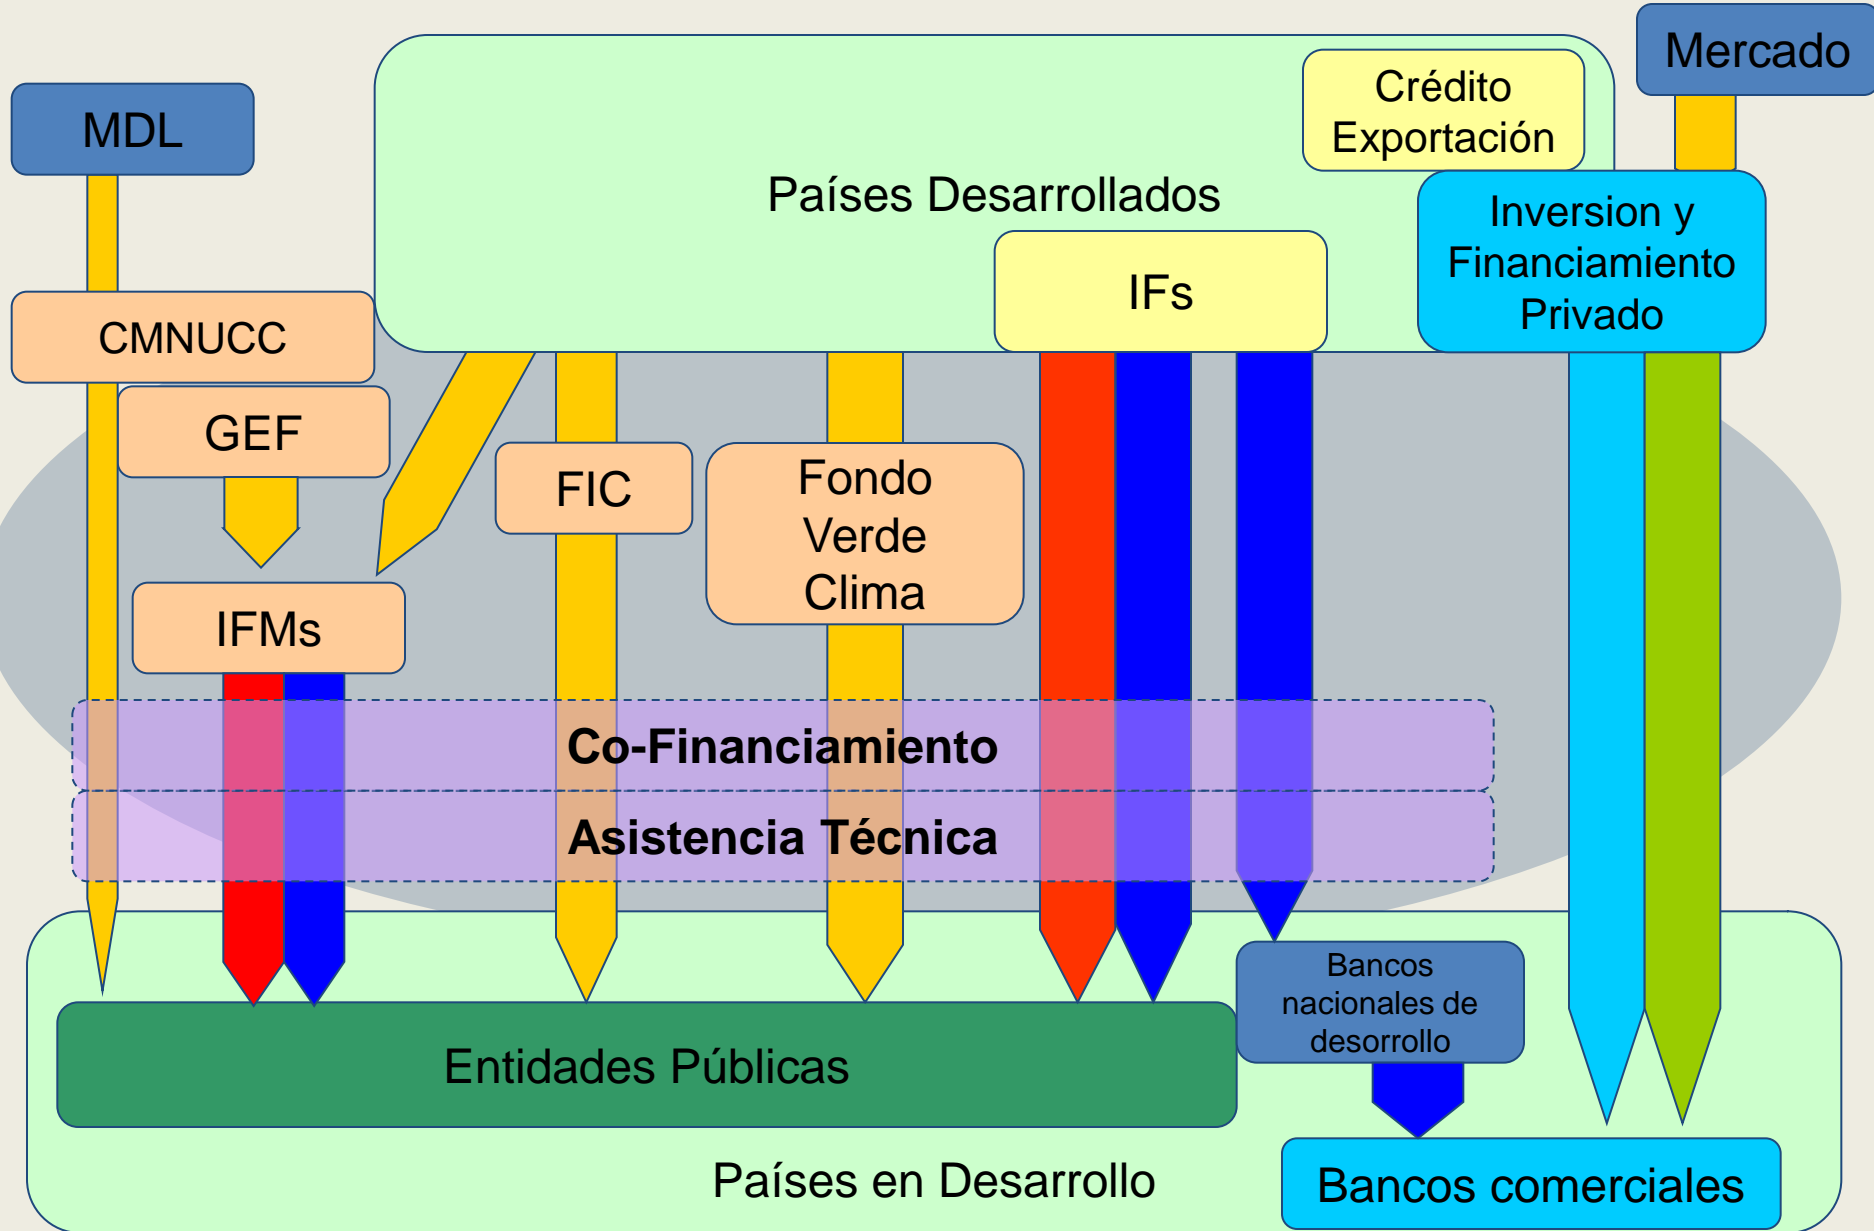 Mercado
Crédito
Exportación
MDL
Países Desarrollados
Inversion y
Financiamiento
Privado
IFs
CMNUCC
GEF
FIC
Fondo
Verde
Clima
IFMs
Co-Financiamiento
Asistencia Técnica
Bancos
nacionales de
desorrollo
Entidades Públicas
Países en Desarrollo
Bancos comerciales